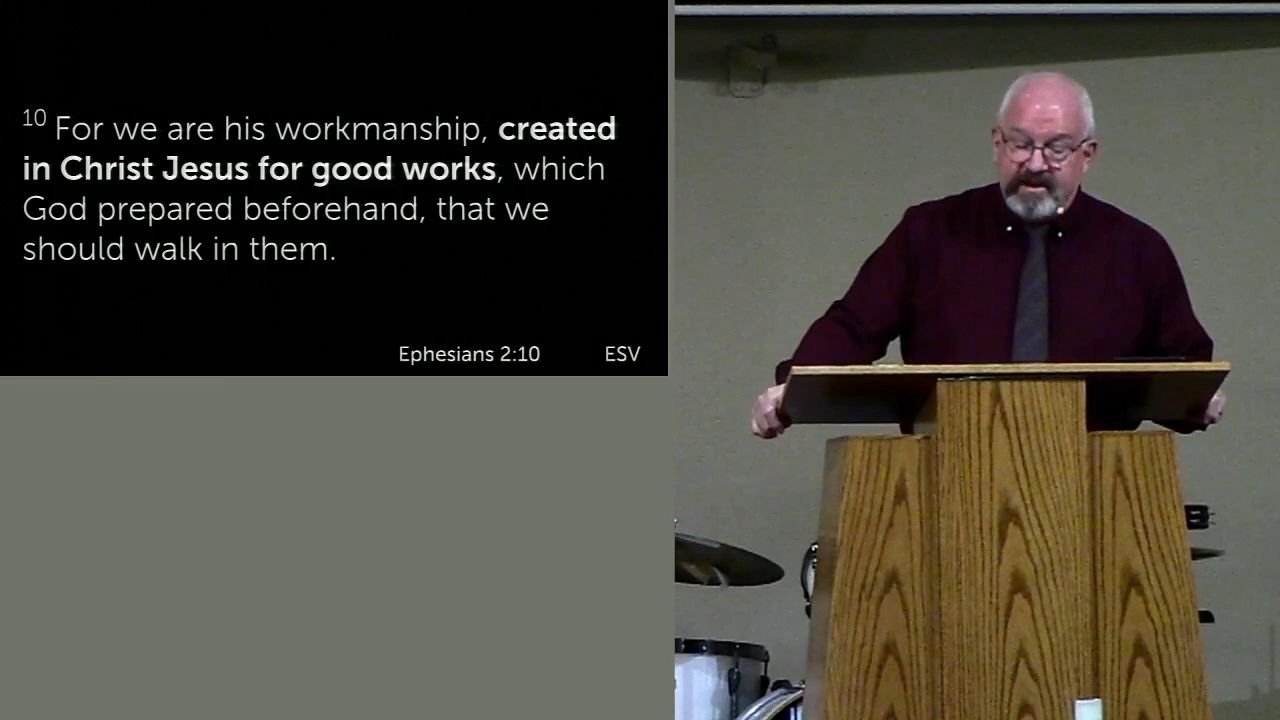 10 For we are his workmanship, created
in Christ Jesus for good works, which
God prepared beforehand, that we
should walk in them.
Ephesians 2:10 ESV